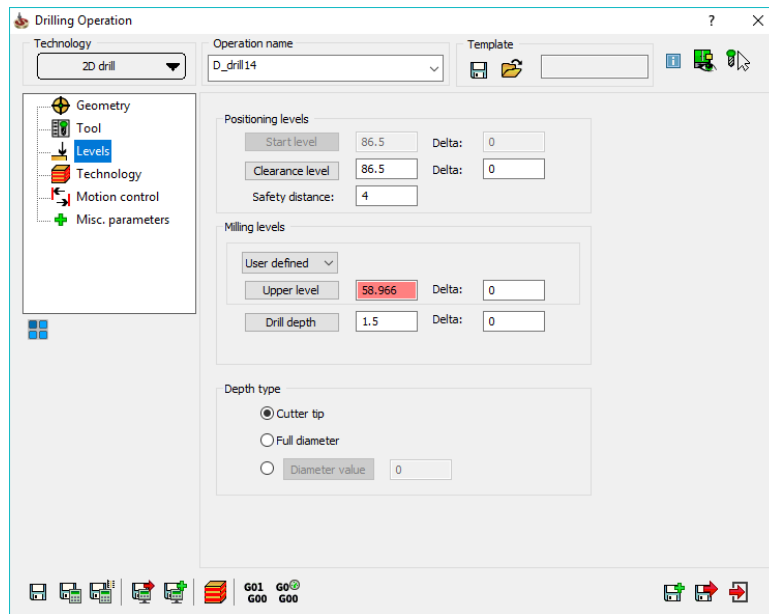 Drilling Operation ?
Technology Operation name Template
2D drill D_drill14
Geometry
Tool
Levels
Technology
Motion control
Misc. parameters
Positioning levels
Start level 86.5 Delta: 0
Clearance level 86.5 Delta: 0
Safety distance: 4
Milling levels
User defined
Upper level 58.966 Delta: 0
Drill depth 1.5 Delta: 0
Depth type
Cutter tip
Full diameter
Diameter value 0
G01 G0
G00 G00